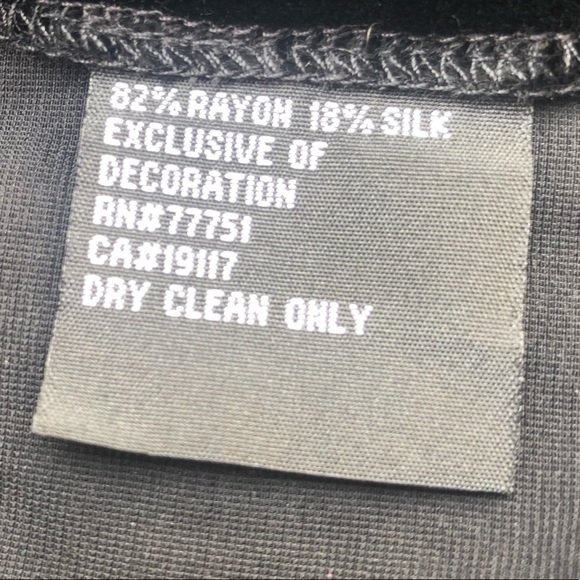 82% RAYON 18% SILK
EXCLUSIVE OF
DECORATION
RN#77751
CA#19117
DRY CLEAN ONLY